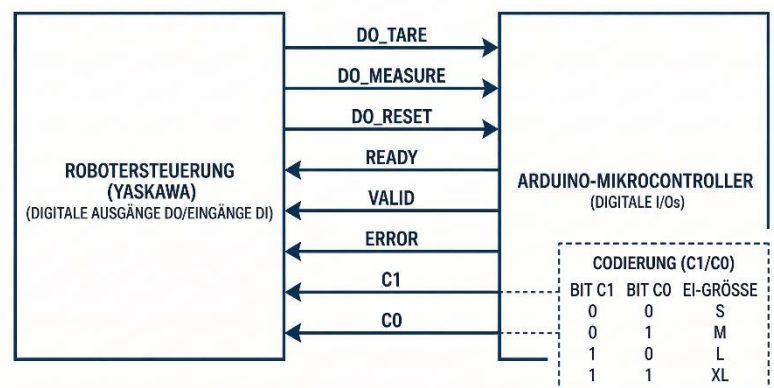 DO_TARE
DO_MEASURE
DO_RESET
READY
VALID
ERROR
C1
C0
ROBOTERSTEUERUNG
(YASKAWA)
(DIGITALE AUSGÄNGE DO/EINGÄNGE DI)
ARDUINO-MIKROCONTROLLER
(DIGITALE I/Os)
CODIERUNG (C1/C0)
BIT C1 BIT C0 EI-GRÖSSE
0 0 S
0 1 M
1 0 L
1 1 XL